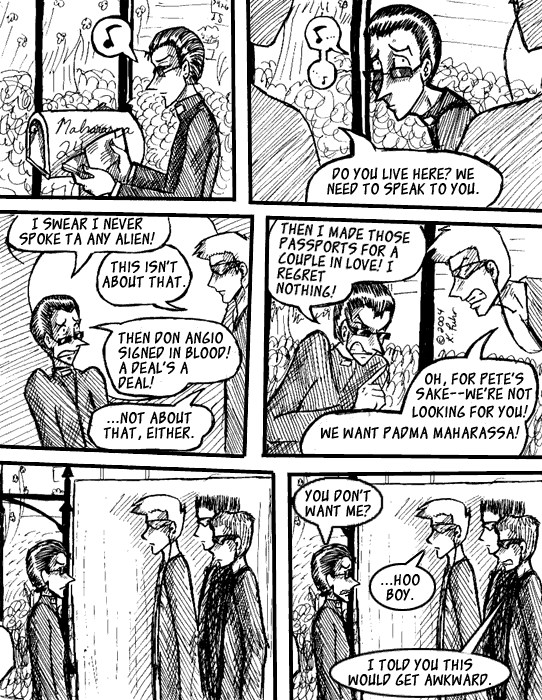 Maharassa
DO YOU LIVE HERE? WE
NEED TO SPEAK TO YOU.
I SWEAR I NEVER
SPOKE TA ANY ALIEN!
THIS ISN'T
ABOUT THAT.
THEN DON ANGIO
SIGNED IN BLOOD!
A DEAL'S A
DEAL!
...NOT ABOUT
THAT, EITHER.
THEN I MADE THOSE
PASSPORTS FOR A
COUPLE IN LOVE! I
REGRET
NOTHING!
© 2004
K. Fuhr
OH, FOR PETE'S
SAKE--WE'RE NOT
LOOKING FOR YOU!
WE WANT PADMA MAHARASSA!
YOU DON'T
WANT ME?
...HOO
BOY.
I TOLD YOU THIS
WOULD GET AWKWARD.